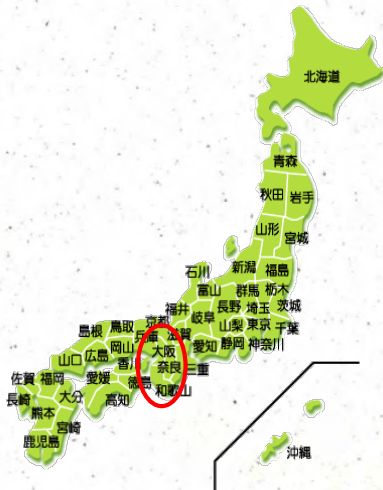 北海道
青森
秋田 岩手
山形 宮城
新潟 福島
石川
富山 群馬 栃木
福井 岐阜 長野 埼玉 茨城
山梨 東京 千葉
愛知 静岡 神奈川
京都 滋賀
島根 鳥取 兵庫
山口 広島 岡山 大阪
香川 奈良 三重
愛媛 徳島 和歌山
高知
佐賀 福岡
長崎 大分
熊本
宮崎
鹿児島
沖縄